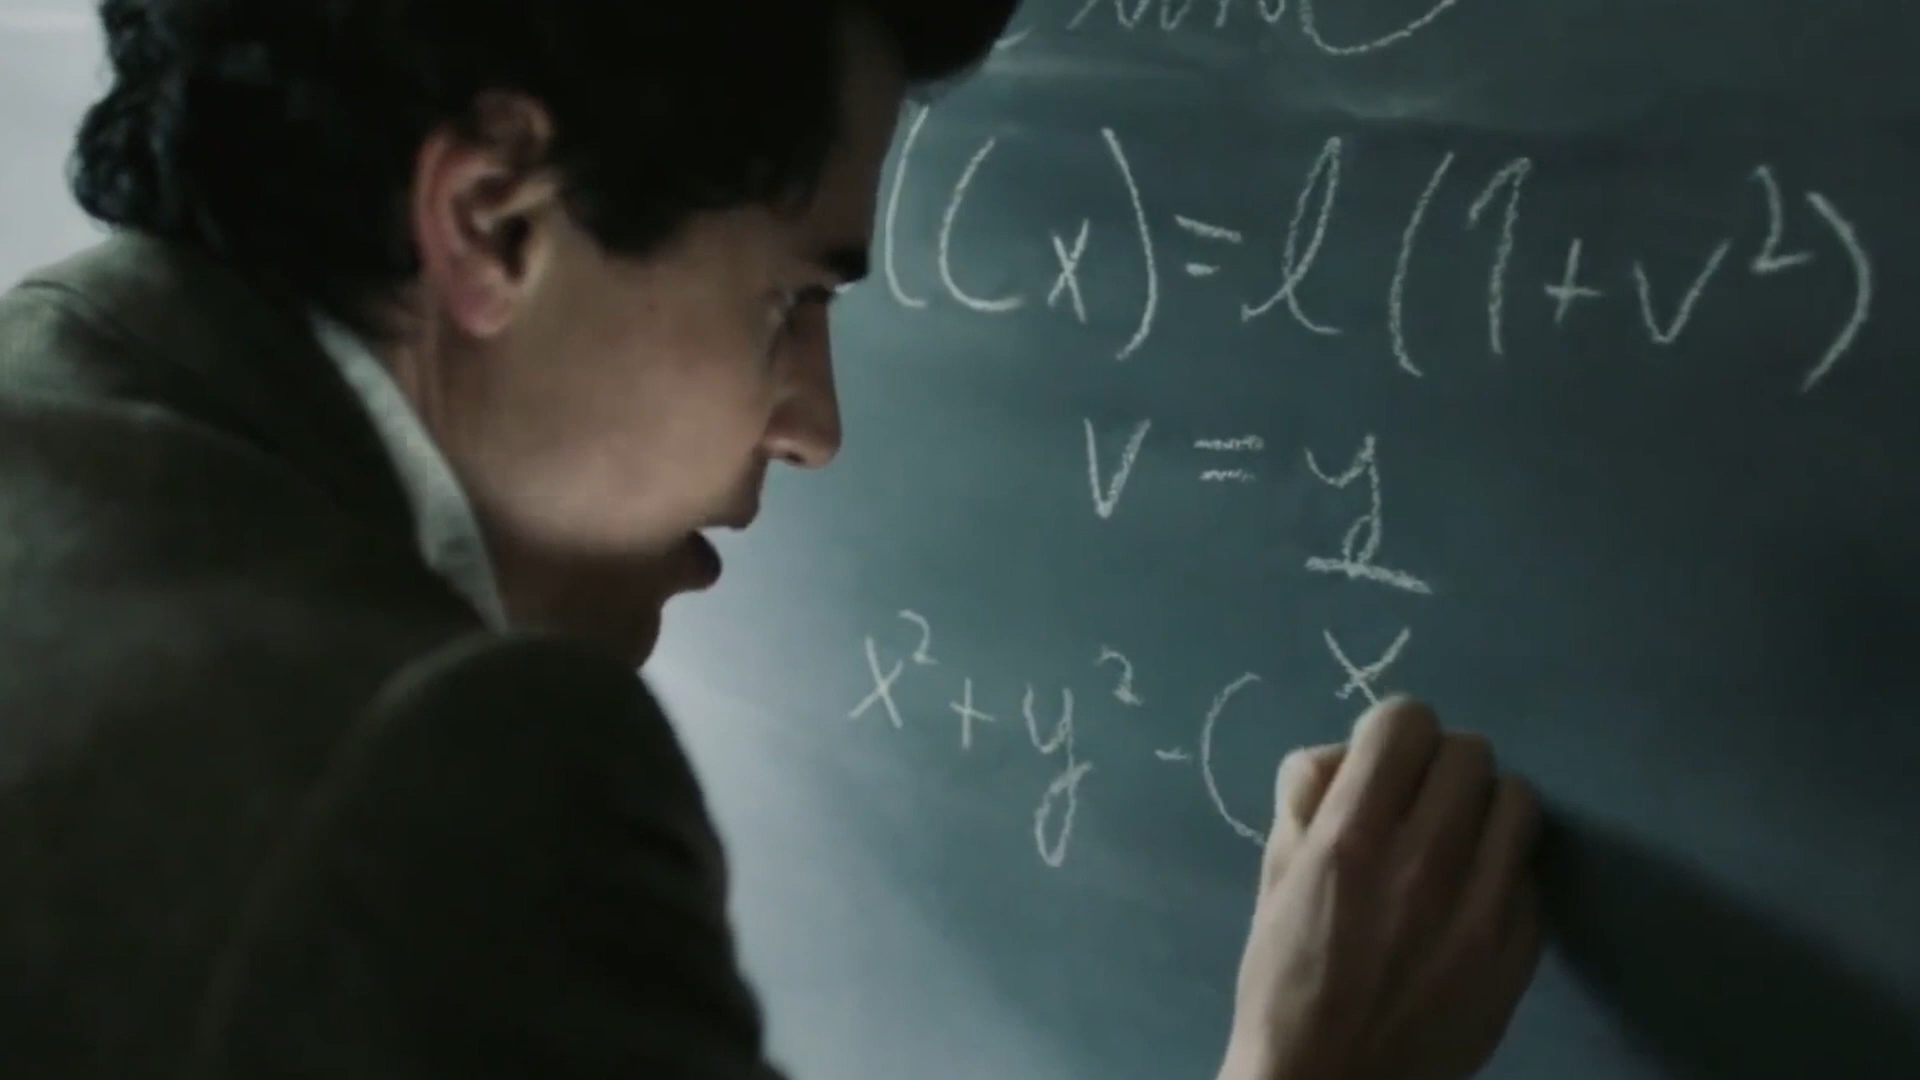 (Cx) = l (1 + v²)
v = y
x
x² + y² - (